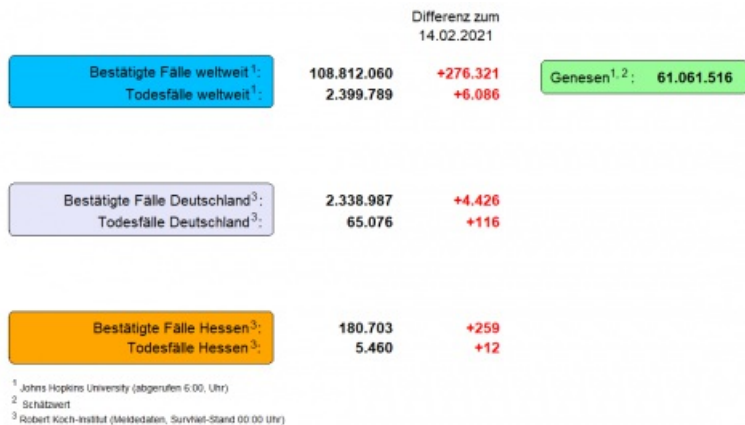 Differenz zum
14.02.2021
Bestätigte Fälle weltweit¹: 108.812.060 +276.321 Genesen¹,²: 61.061.516
Todesfälle weltweit¹: 2.399.789 +6.086
Bestätigte Fälle Deutschland³: 2.338.987 +4.426
Todesfälle Deutschland³: 65.076 +116
Bestätigte Fälle Hessen³: 180.703 +259
Todesfälle Hessen³: 5.460 +12
¹ Johns Hopkins University (abgerufen 6:00, Uhr)
² Schätzwert
³ Robert Koch-Institut (Meldedaten, SurvNet-Stand 00:00 Uhr)